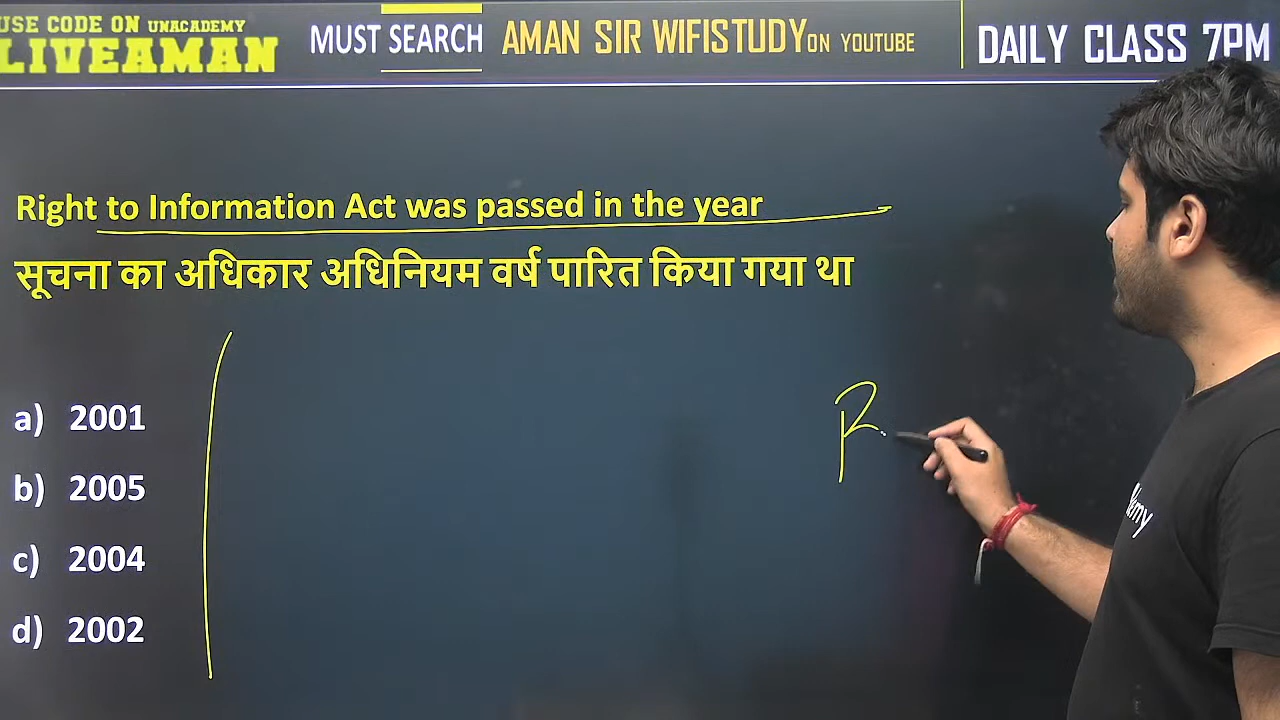 USE CODE ON UNACADEMY
LIVEAMAN
MUST SEARCH AMAN SIR WIFISTUDY ON YOUTUBE
DAILY CLASS 7PM
Right to Information Act was passed in the year
सूचना का अधिकार अधिनियम वर्ष पारित किया गया था
a) 2001
b) 2005
c) 2004
d) 2002
R